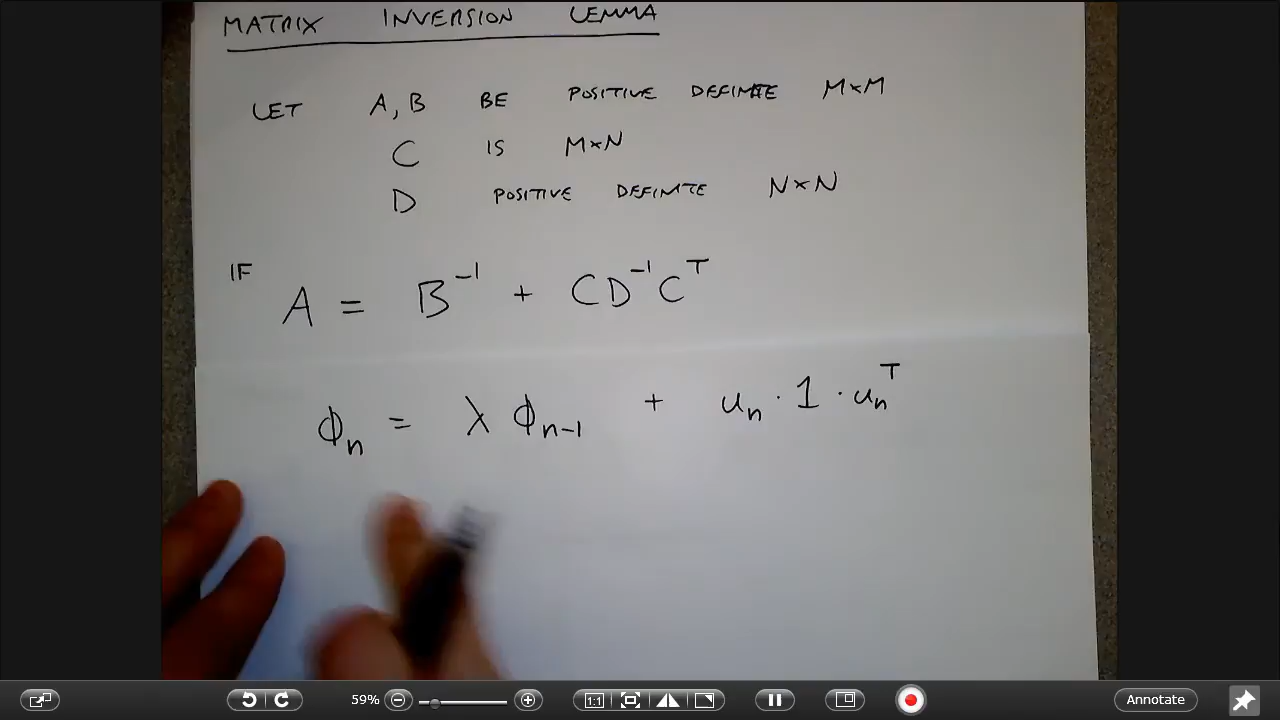 MATRIX INVERSION LEMMA
LET A, B BE POSITIVE DEFINITE M×M
C IS M×N
D POSITIVE DEFINITE N×N
IF A = B⁻¹ + CD⁻¹Cᵀ
ϕₙ = λ ϕₙ₋₁ + uₙ · 1 · uₙᵀ
59% 1:1 Annotate